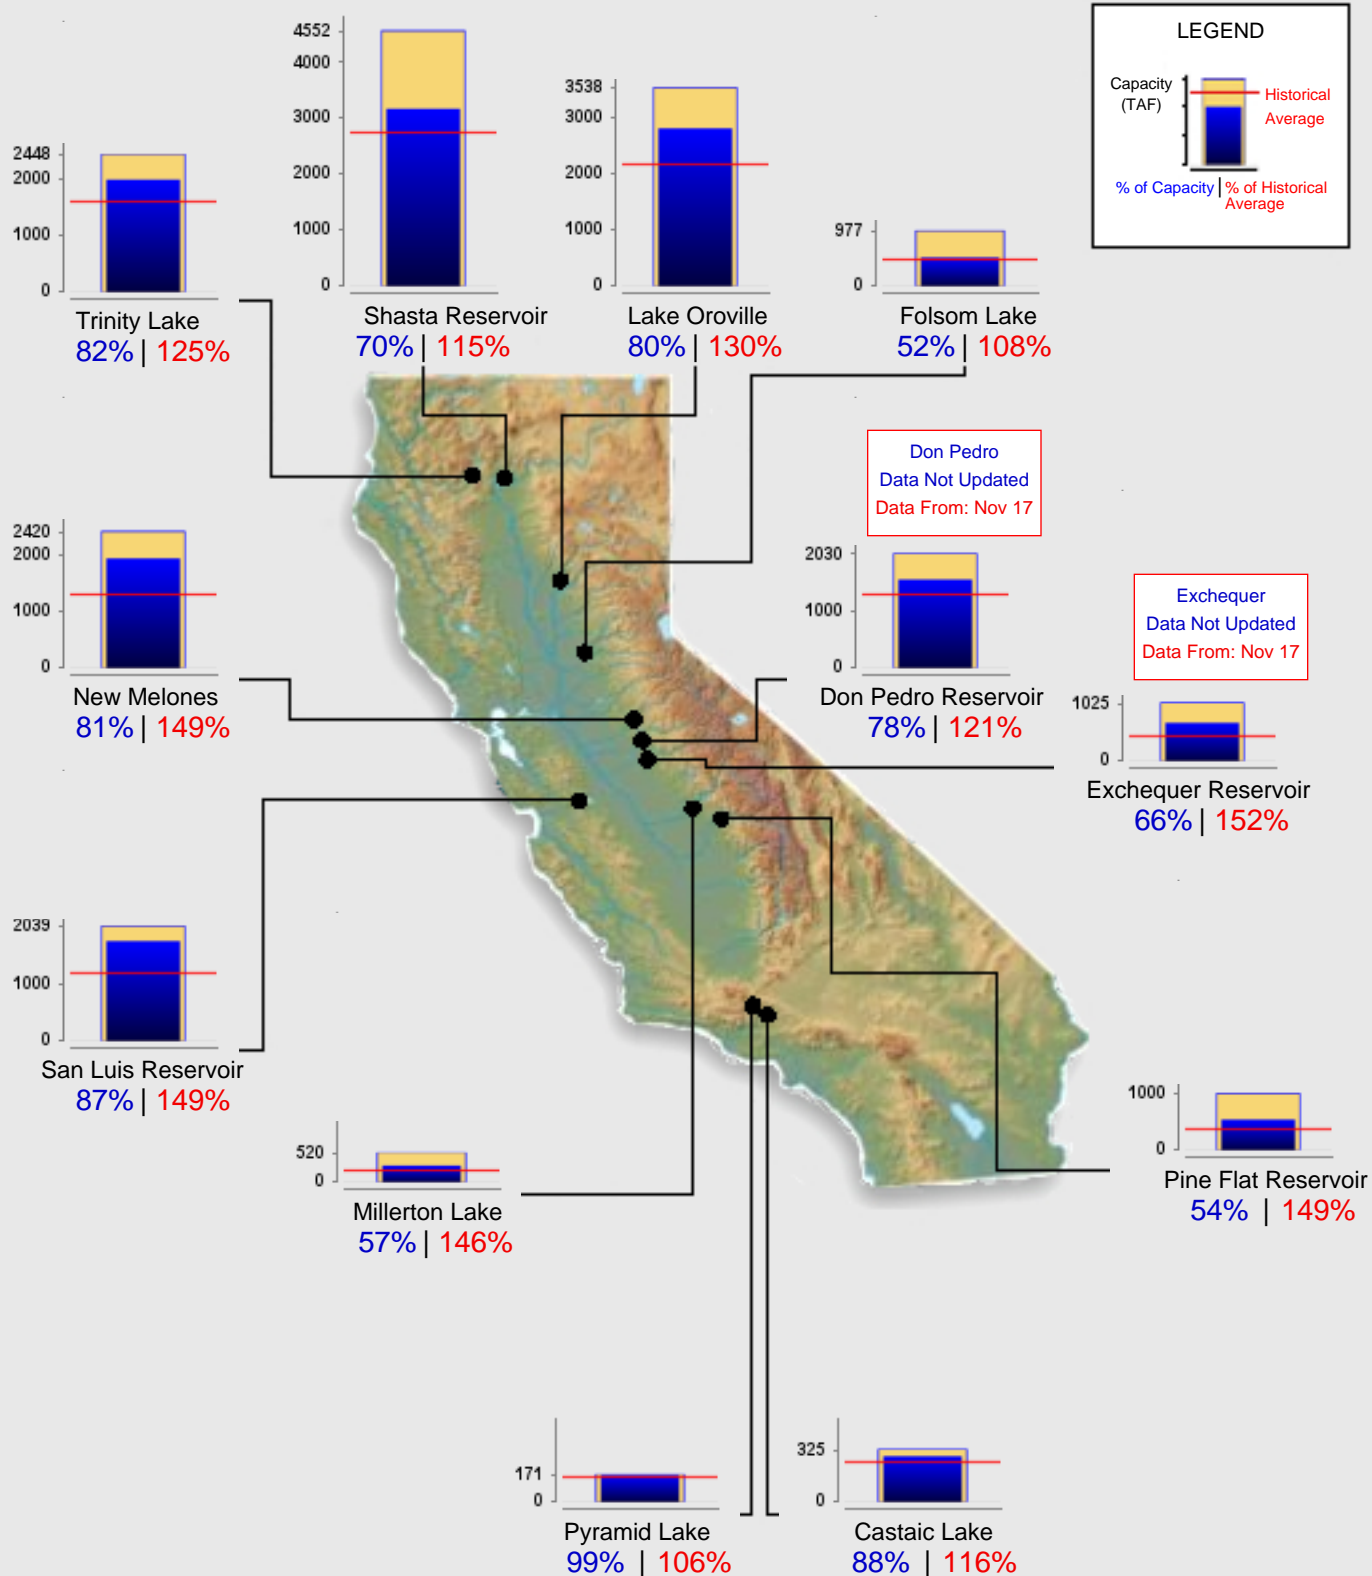 LEGEND
Capacity
(TAF)
Historical
Average
% of Capacity | % of Historical
Average
4552
4000
3000
2000
1000
0
Shasta Reservoir
70% | 115%
3538
3000
2000
1000
0
Lake Oroville
80% | 130%
2448
2000
1000
0
Trinity Lake
82% | 125%
977
0
Folsom Lake
52% | 108%
Don Pedro
Data Not Updated
Data From: Nov 17
2030
1000
0
Don Pedro Reservoir
78% | 121%
2420
2000
1000
0
New Melones
81% | 149%
Exchequer
Data Not Updated
Data From: Nov 17
1025
0
Exchequer Reservoir
66% | 152%
2039
1000
0
San Luis Reservoir
87% | 149%
520
0
Millerton Lake
57% | 146%
1000
0
Pine Flat Reservoir
54% | 149%
171
0
Pyramid Lake
99% | 106%
325
0
Castaic Lake
88% | 116%